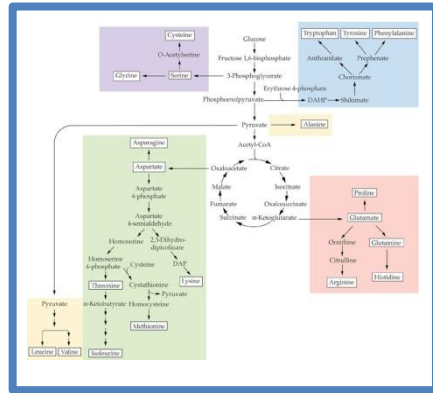 Cysteine
O-Acetylserine
Glycine
Serine
Glucose
Fructose 1,6-bisphosphate
3-Phosphoglycerate
Phosphoenolpyruvate
Erythrose 4-phosphate
DAHP
Shikimate
Chorismate
Anthranilate
Prephenate
Tryptophan
Tyrosine
Phenylalanine
Pyruvate
Alanine
Acetyl-CoA
Oxaloacetate
Citrate
Isocitrate
Oxalosuccinate
α-Ketoglutarate
Succinate
Fumarate
Malate
Asparagine
Aspartate
Aspartate
4-phosphate
Aspartate
4-semialdehyde
Homoserine
2,3-Dihydro-
dipicolinate
Homoserine
4-phosphate
Cysteine
DAP
Lysine
Threonine
Cystathionine
Pyruvate
α-Ketobutyrate
Homocysteine
Methionine
Isoleucine
Pyruvate
Leucine
Valine
Proline
Glutamate
Ornithine
Glutamine
Citrulline
Arginine
Histidine